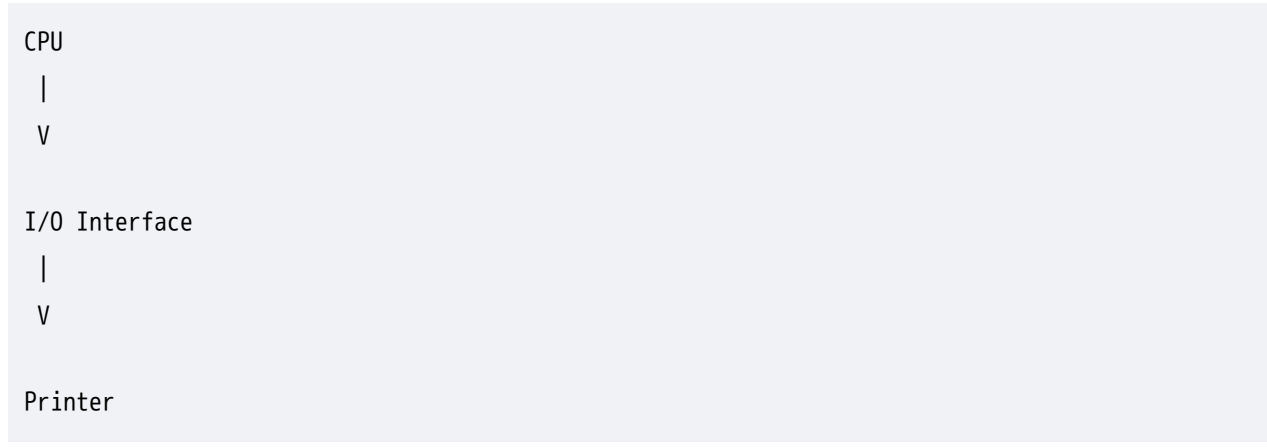 CPU
|
V
I/O Interface
|
V
Printer